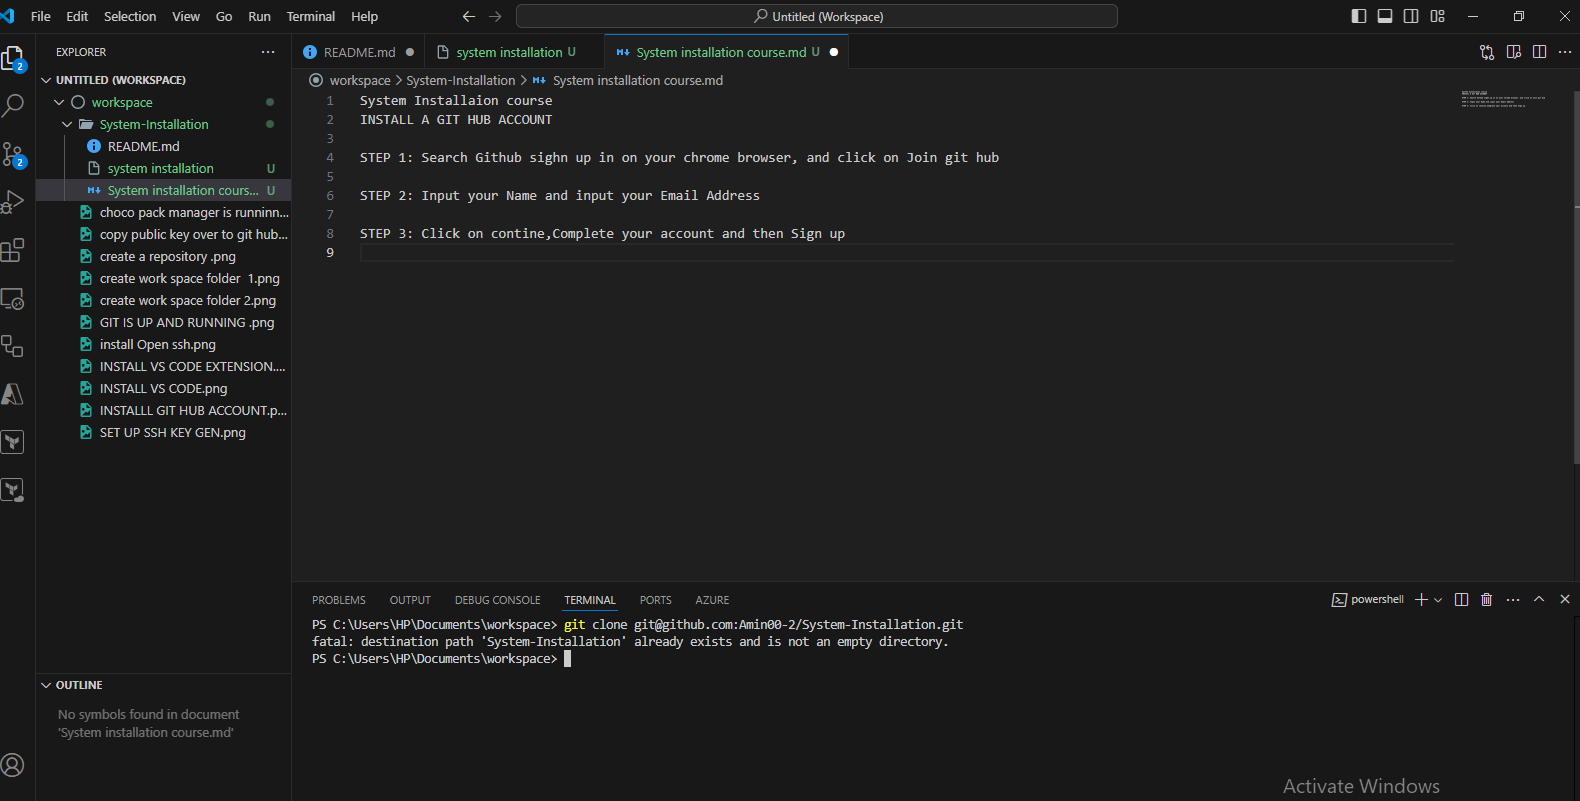 File Edit Selection View Go Run Terminal Help
Untitled (Workspace)
EXPLORER
UNTITLED (WORKSPACE)
workspace
System-Installation
README.md
system installation U
System installation cours... U
choco pack manager is runninn...
copy public key over to git hub...
create a repository .png
create work space folder 1.png
create work space folder 2.png
GIT IS UP AND RUNNING .png
install Open ssh.png
INSTALL VS CODE EXTENSION....
INSTALL VS CODE.png
INSTALLL GIT HUB ACCOUNT.p...
SET UP SSH KEY GEN.png
2
2
OUTLINE
No symbols found in document
'System installation course.md'
README.md
system installation U
System installation course.md U
workspace > System-Installation > System installation course.md
1 System Installaion course
2 INSTALL A GIT HUB ACCOUNT
3
4 STEP 1: Search Github sighn up in on your chrome browser, and click on Join git hub
5
6 STEP 2: Input your Name and input your Email Address
7
8 STEP 3: Click on contine,Complete your account and then Sign up
9
PROBLEMS OUTPUT DEBUG CONSOLE TERMINAL PORTS AZURE
powershell
PS C:\Users\HP\Documents\workspace> git clone git@github.com:Amin00-2/System-Installation.git
fatal: destination path 'System-Installation' already exists and is not an empty directory.
PS C:\Users\HP\Documents\workspace>
Activate Windows